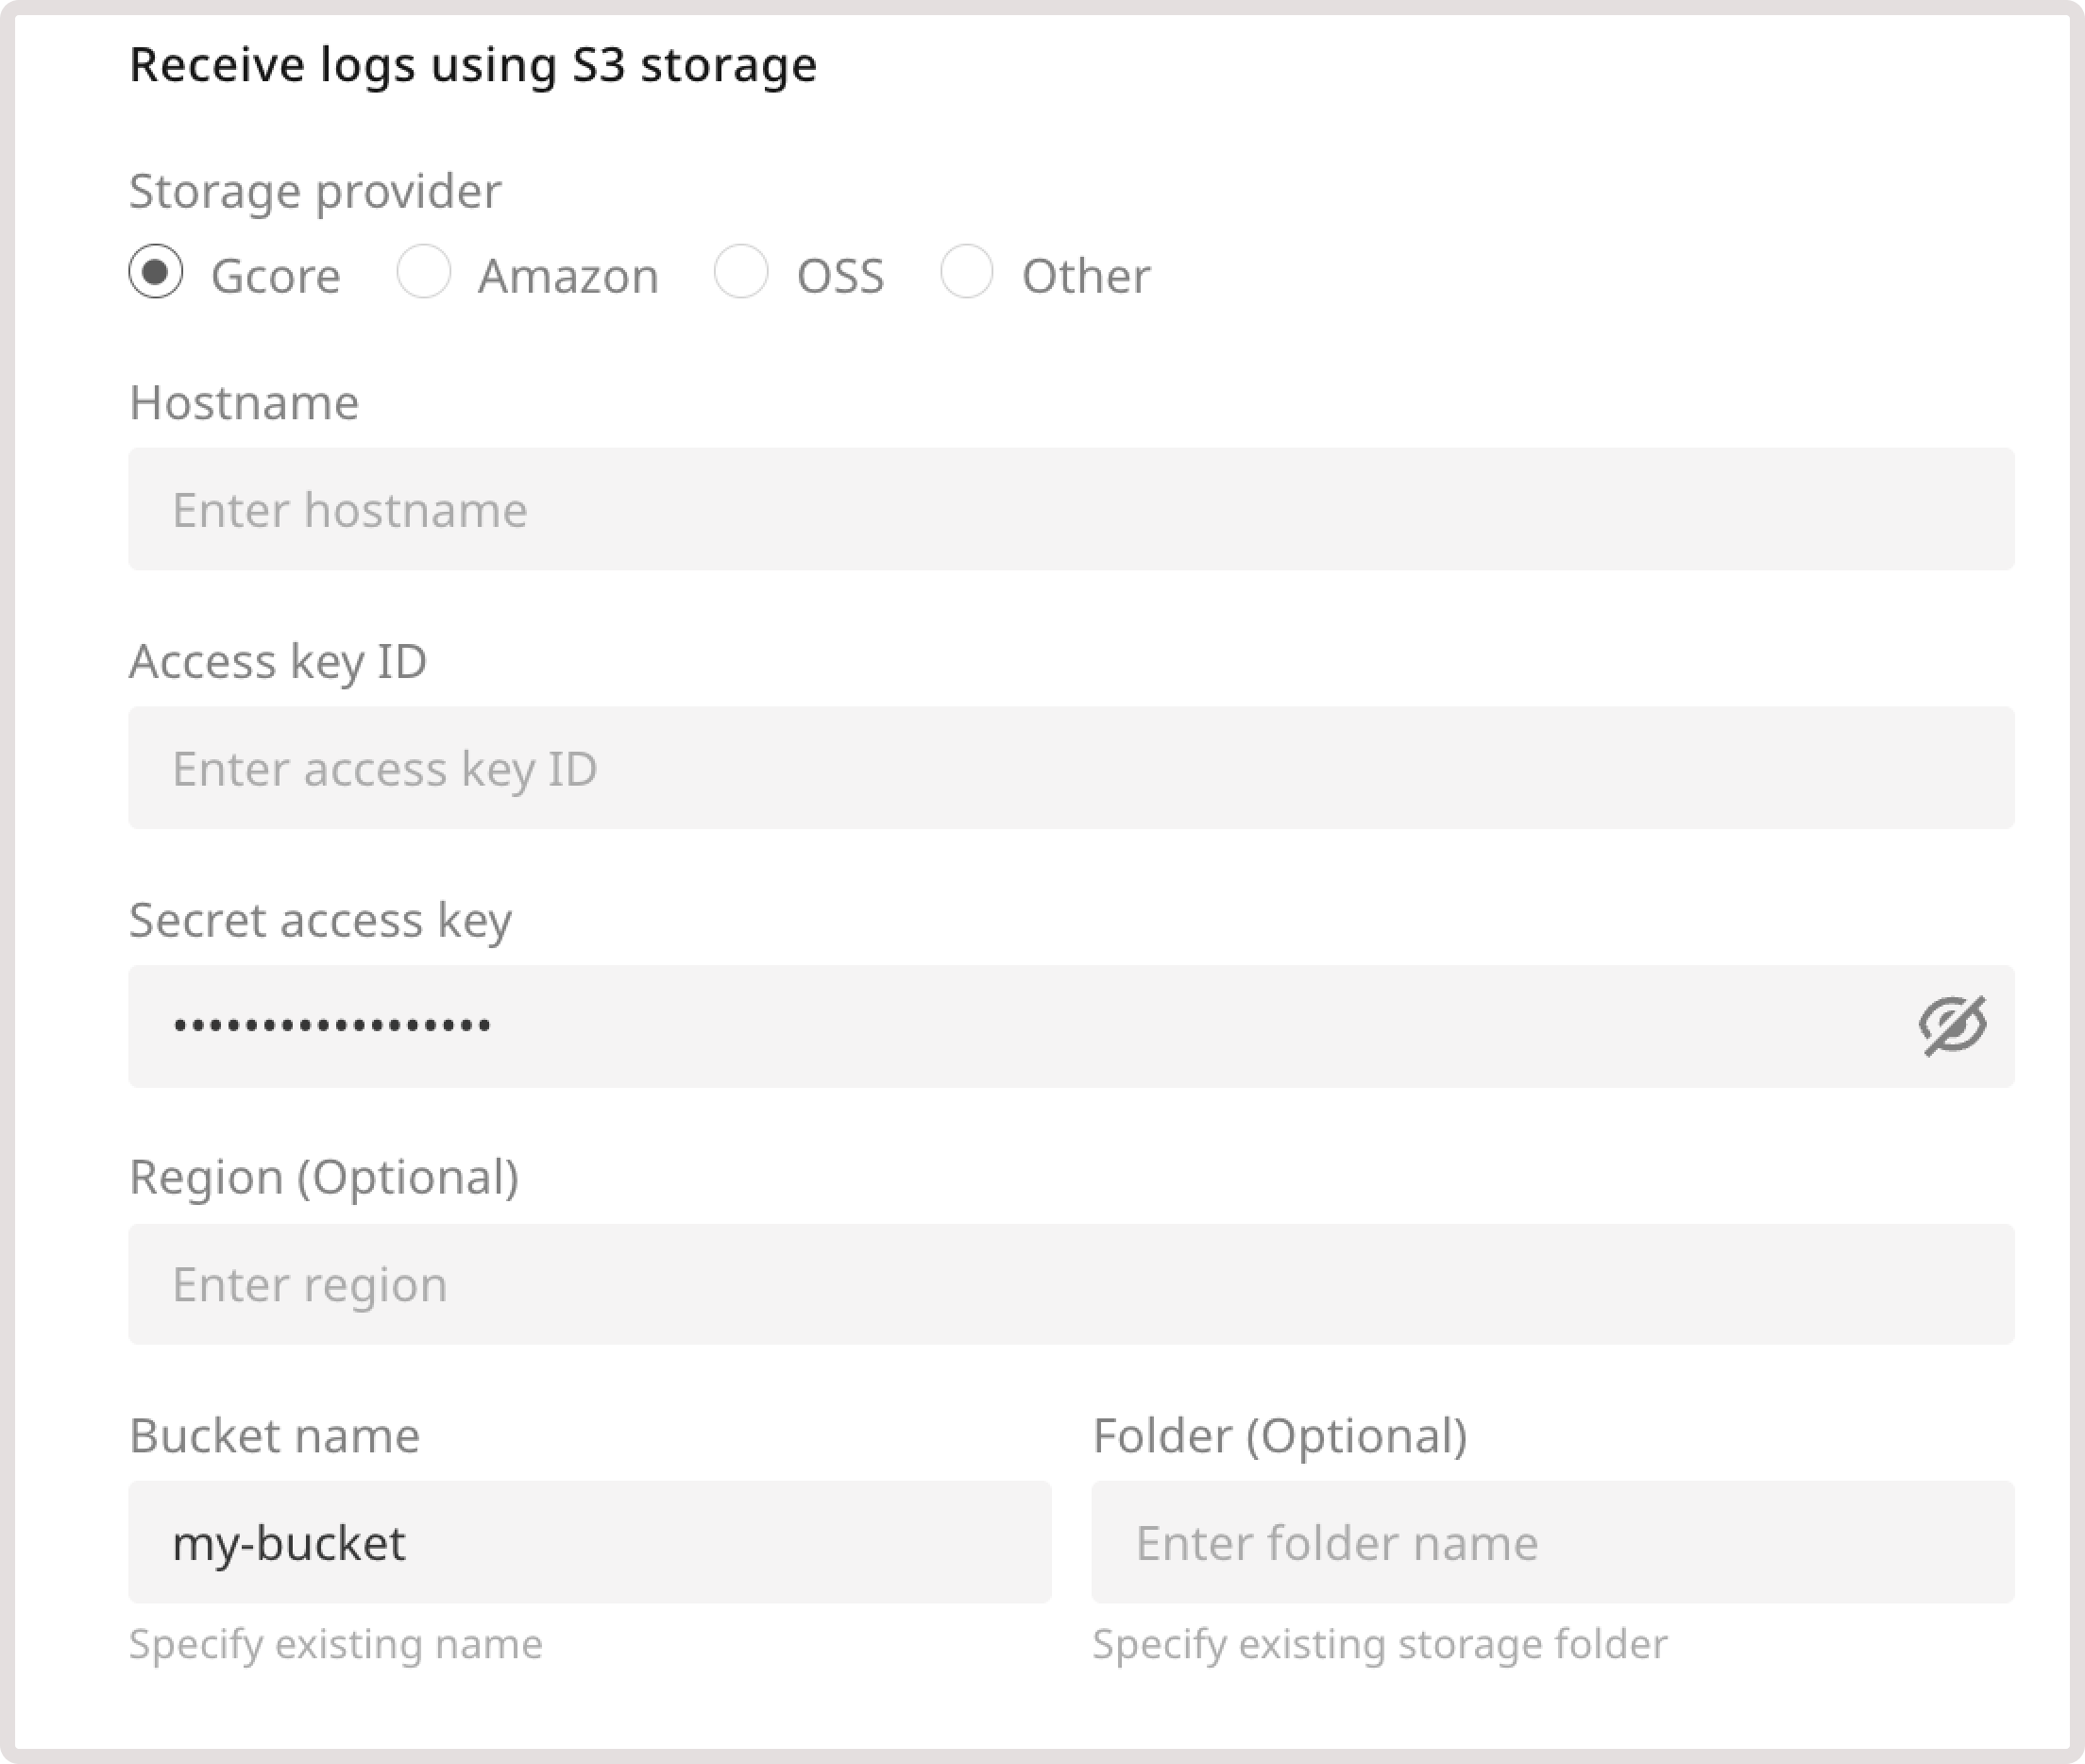 Receive logs using S3 storage
Storage provider
Gcore Amazon OSS Other
Hostname
Enter hostname
Access key ID
Enter access key ID
Secret access key
••••••••••••••••••
Region (Optional)
Enter region
Bucket name Folder (Optional)
my-bucket Enter folder name
Specify existing name Specify existing storage folder